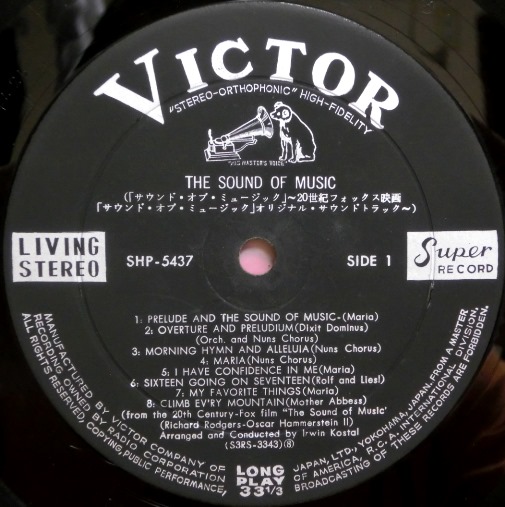 VICTOR
"STEREO-ORTHOPHONIC" HIGH-FIDELITY
"HIS MASTER'S VOICE"
THE SOUND OF MUSIC
(「サウンド・オブ・ミュージック」〜20世紀フォックス映画
「サウンド・オブ・ミュージック」オリジナル・サウンドトラック〜)
LIVING
STEREO
SHP-5437
SIDE 1
Super
RECORD
1: PRELUDE AND THE SOUND OF MUSIC-(Maria)
2: OVERTURE AND PRELUDIUM(Dixit Dominus)
(Orch. and Nuns Chorus)
3: MORNING HYMN AND ALLELUIA(Nuns Chorus)
4: MARIA(Nuns Chorus)
5: I HAVE CONFIDENCE IN ME(Maria)
6: SIXTEEN GOING ON SEVENTEEN(Rolf and Liesl)
7: MY FAVORITE THINGS(Maria)
8: CLIMB EV'RY MOUNTAIN(Mother Abbess)
(from the 20th Century-Fox film "The Sound of Music"
(Richard Rodgers-Oscar Hammerstein II)
Arranged and Conducted by Irwin Kostal
(S3RS-3343)⑧
LONG
PLAY
33 1/3
MANUFACTURED BY VICTOR COMPANY OF JAPAN, LTD., YOKOHAMA, JAPAN, FROM A MASTER
RECORDING OWNED BY RADIO CORPORATION OF AMERICA, R.C.A. INTERNATIONAL DIVISION.
ALL RIGHTS RESERVED, COPYING, PUBLIC PERFORMANCE, BROADCASTING OF THESE RECORDS ARE FORBIDDEN.